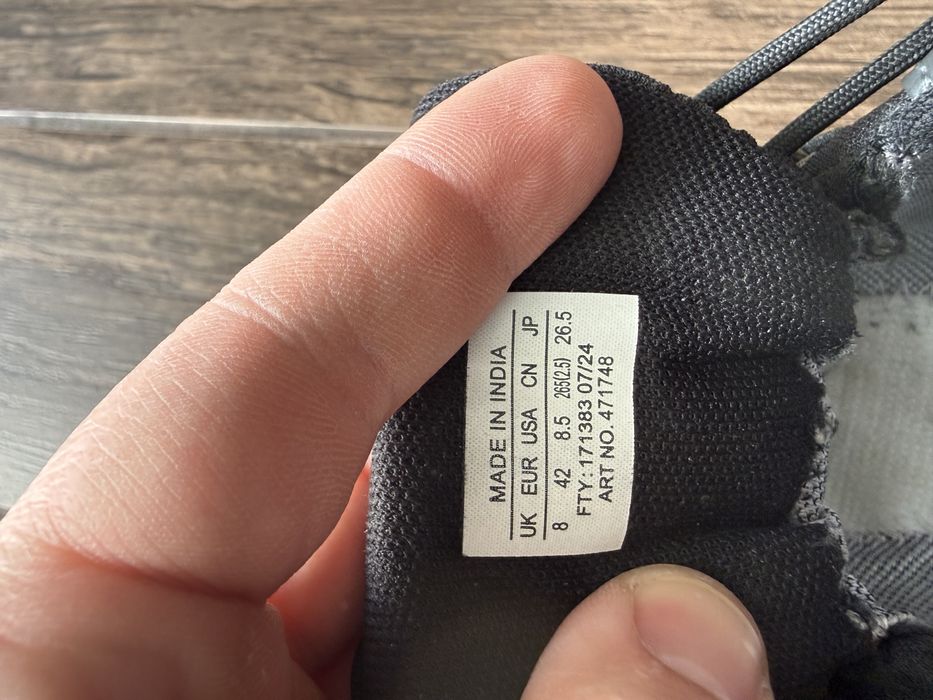 MADE IN INDIA
UK EUR USA CN JP
8 42 8.5 265(2.5) 26.5
FTY: 171383 07/24
ART NO. 471748